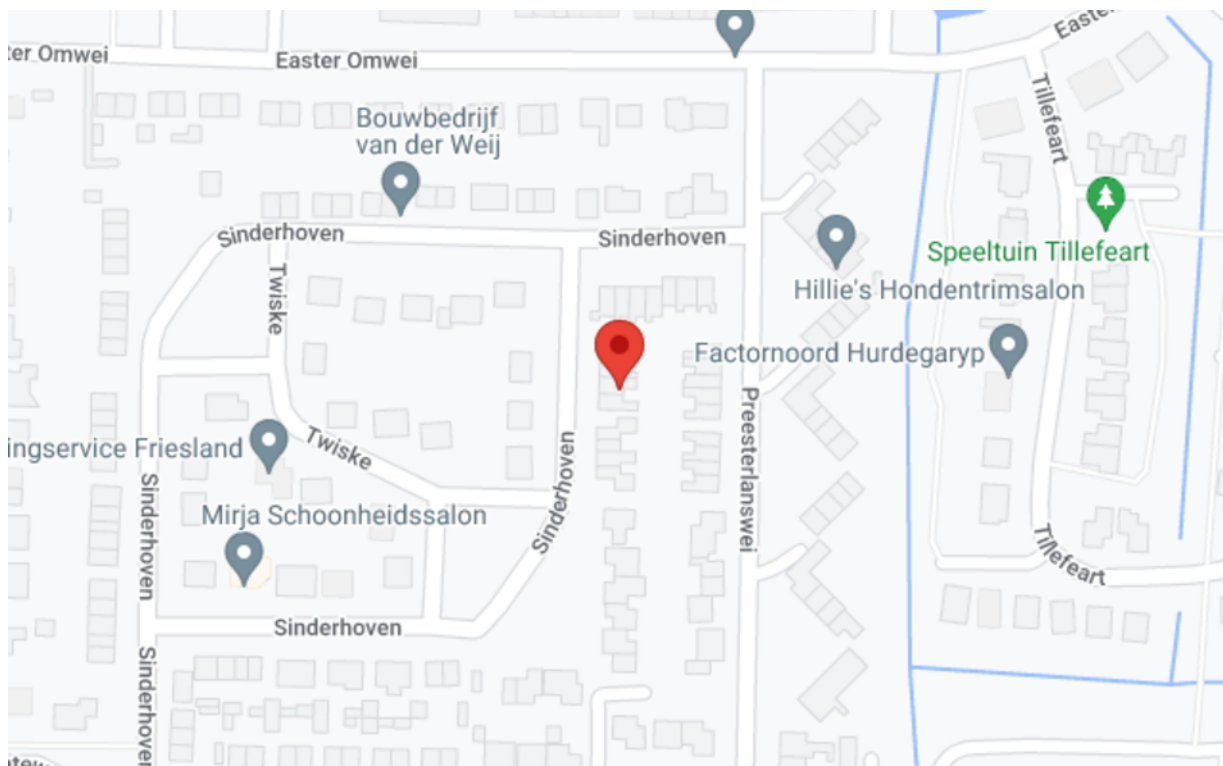 ter Omwei
Easter Omwei
Easter
Tillefeart
Bouwbedrijf
van der Weij
Sinderhoven
Sinderhoven
Speeltuin Tillefeart
Twiske
Hillie's Hondentrimsalon
Factornoord Hurdegaryp
Preesterlanswei
Twiske
ingservice Friesland
Sinderhoven
Sinderhoven
Mirja Schoonheidssalon
Tillefeart
Sinderhoven
Sinderhoven